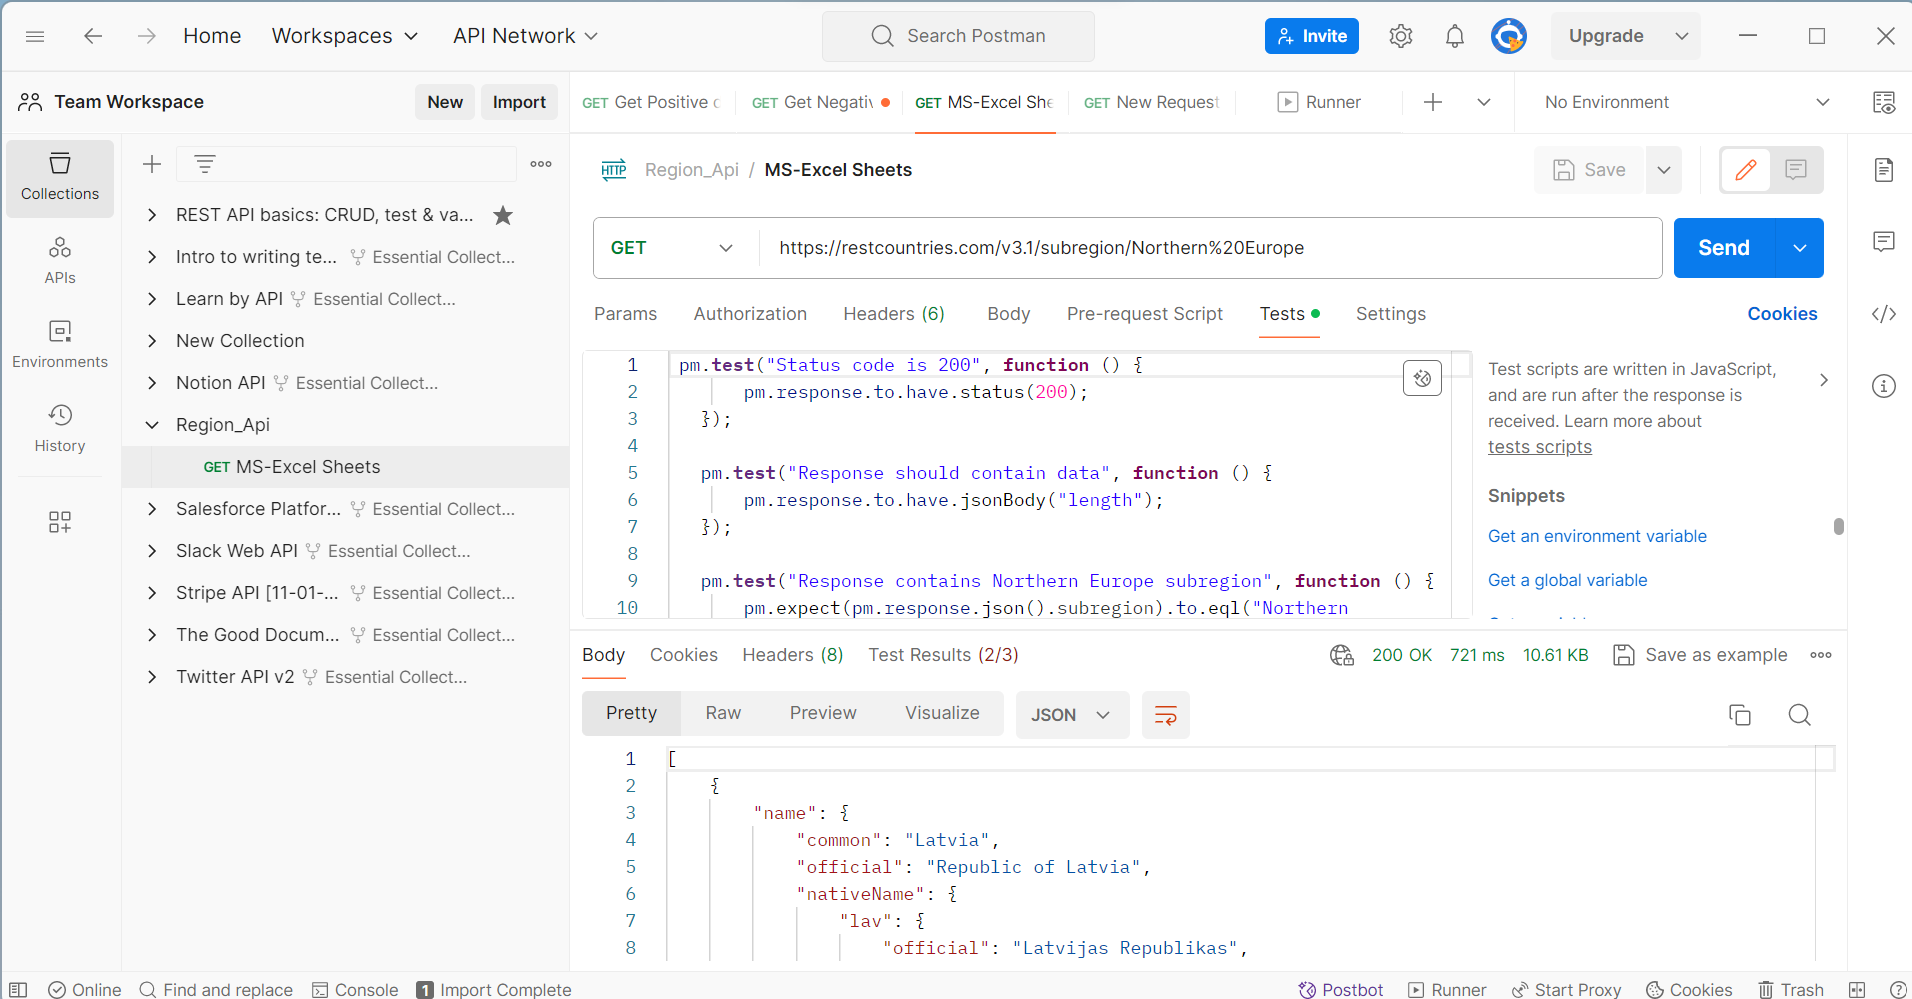 Home Workspaces API Network Search Postman Invite Upgrade
Team Workspace New Import
GET Get Positive GET Get Negativ GET MS-Excel She GET New Request Runner No Environment
Collections
APIs
Environments
History
REST API basics: CRUD, test & va...
Intro to writing te... Essential Collect...
Learn by API Essential Collect...
New Collection
Notion API Essential Collect...
Region_Api
GET MS-Excel Sheets
Salesforce Platfor... Essential Collect...
Slack Web API Essential Collect...
Stripe API [11-01-... Essential Collect...
The Good Docum... Essential Collect...
Twitter API v2 Essential Collect...
HTTP Region_Api / MS-Excel Sheets Save
GET https://restcountries.com/v3.1/subregion/Northern%20Europe Send
Params Authorization Headers (6) Body Pre-request Script Tests Settings Cookies
1 pm.test("Status code is 200", function () {
2 pm.response.to.have.status(200);
3 });
4
5 pm.test("Response should contain data", function () {
6 pm.response.to.have.jsonBody("length");
7 });
8
9 pm.test("Response contains Northern Europe subregion", function () {
10 pm.expect(pm.response.json().subregion).to.eql("Northern
Test scripts are written in JavaScript,
and are run after the response is
received. Learn more about
tests scripts
Snippets
Get an environment variable
Get a global variable
Body Cookies Headers (8) Test Results (2/3) 200 OK 721 ms 10.61 KB Save as example
Pretty Raw Preview Visualize JSON
1 [
2 {
3 "name": {
4 "common": "Latvia",
5 "official": "Republic of Latvia",
6 "nativeName": {
7 "lav": {
8 "official": "Latvijas Republikas",
Online Find and replace Console 1 Import Complete Postbot Runner Start Proxy Cookies Trash